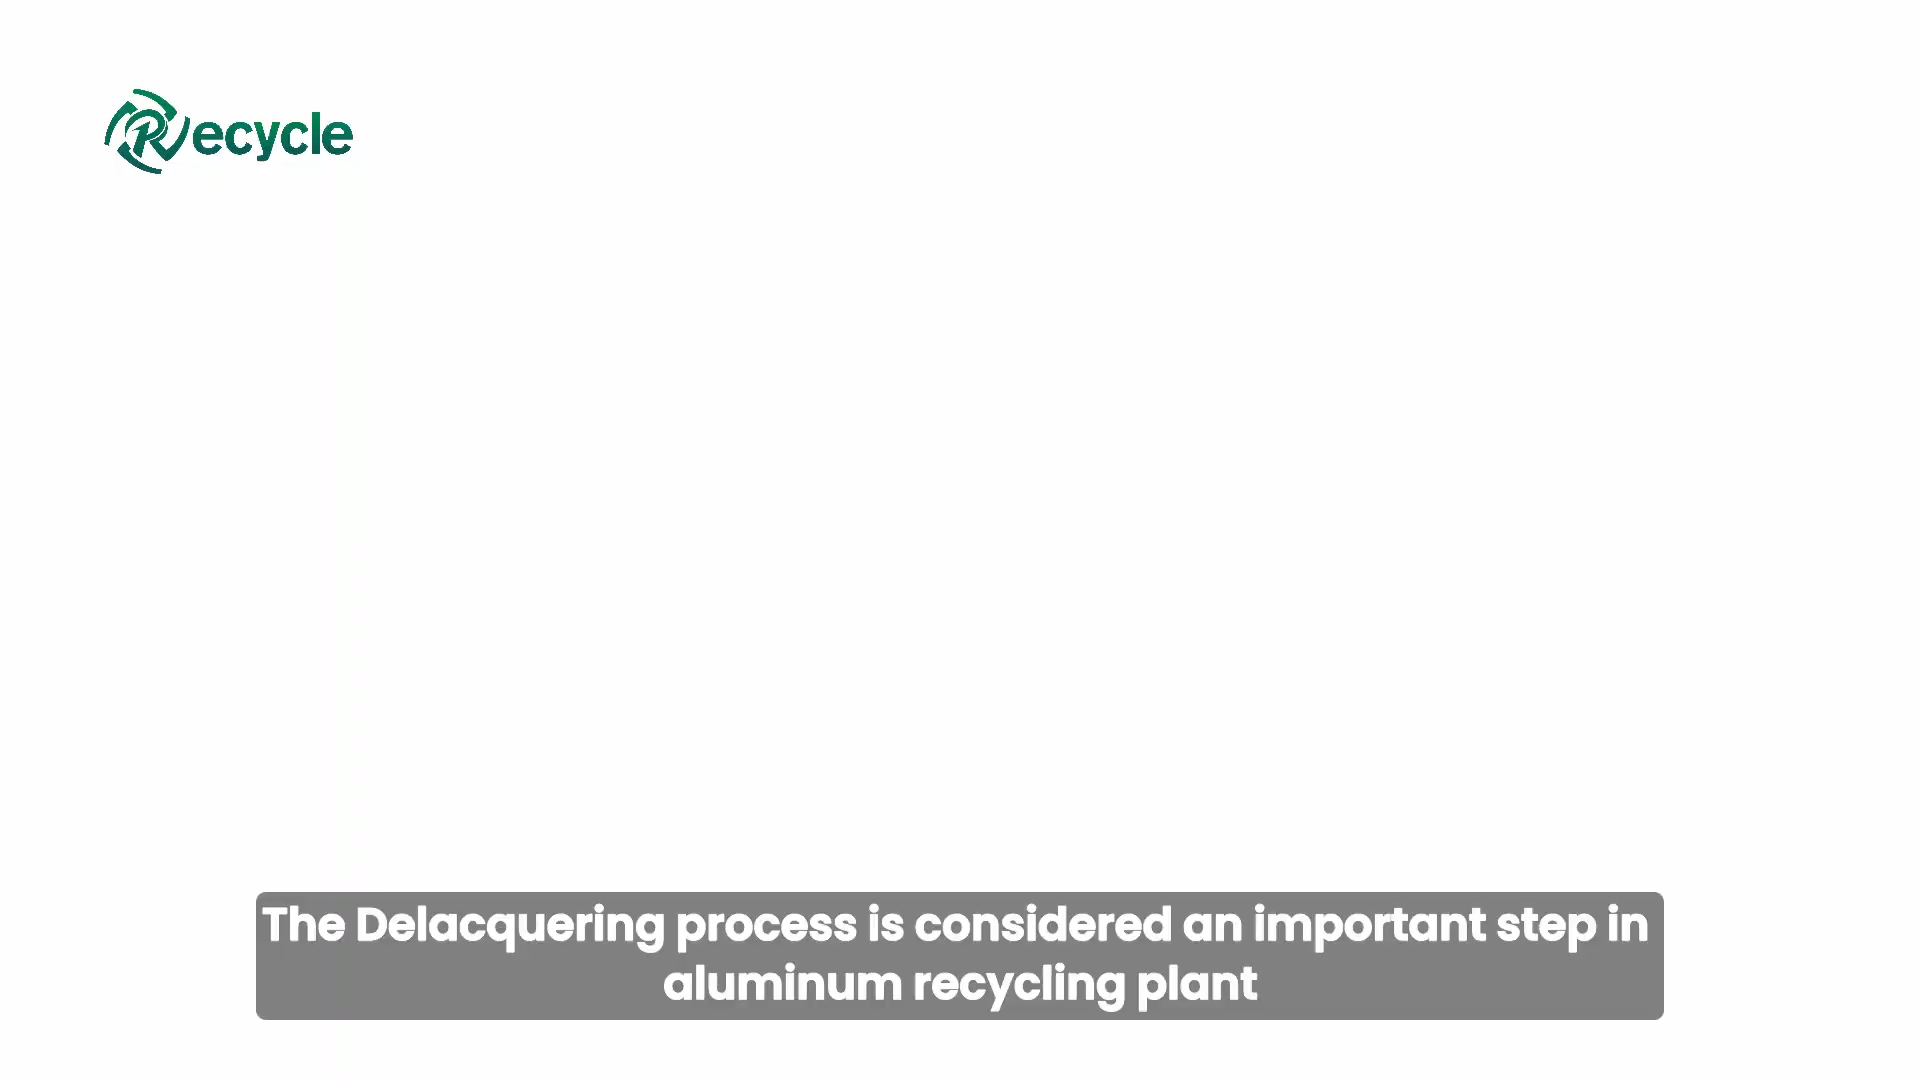 Recycle
The Delacquering process is considered an important step in
aluminum recycling plant